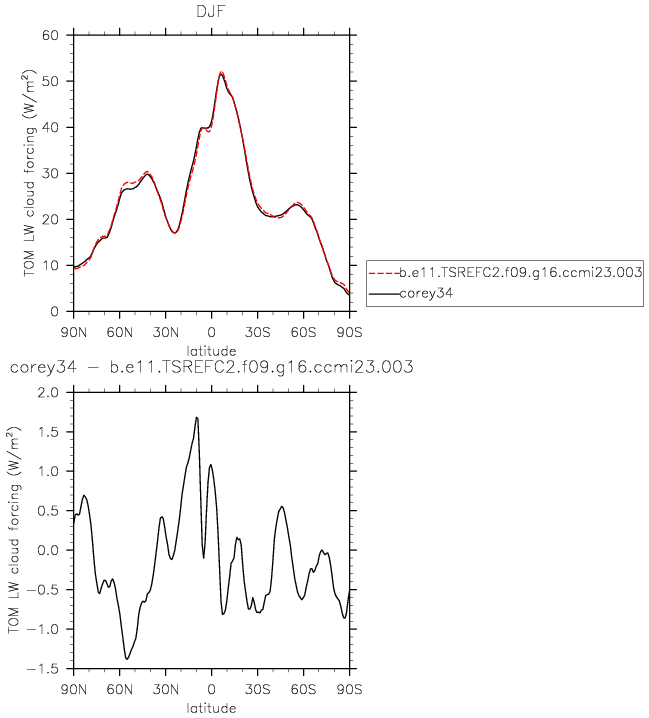 DJF
TOM LW cloud forcing (W/m²)
60
50
40
30
20
10
0
90N 60N 30N 0 30S 60S 90S
latitude
b.e11.TSREFC2.f09.g16.ccmi23.003
corey34
corey34 − b.e11.TSREFC2.f09.g16.ccmi23.003
TOM LW cloud forcing (W/m²)
2.0
1.5
1.0
0.5
0.0
−0.5
−1.0
−1.5
90N 60N 30N 0 30S 60S 90S
latitude